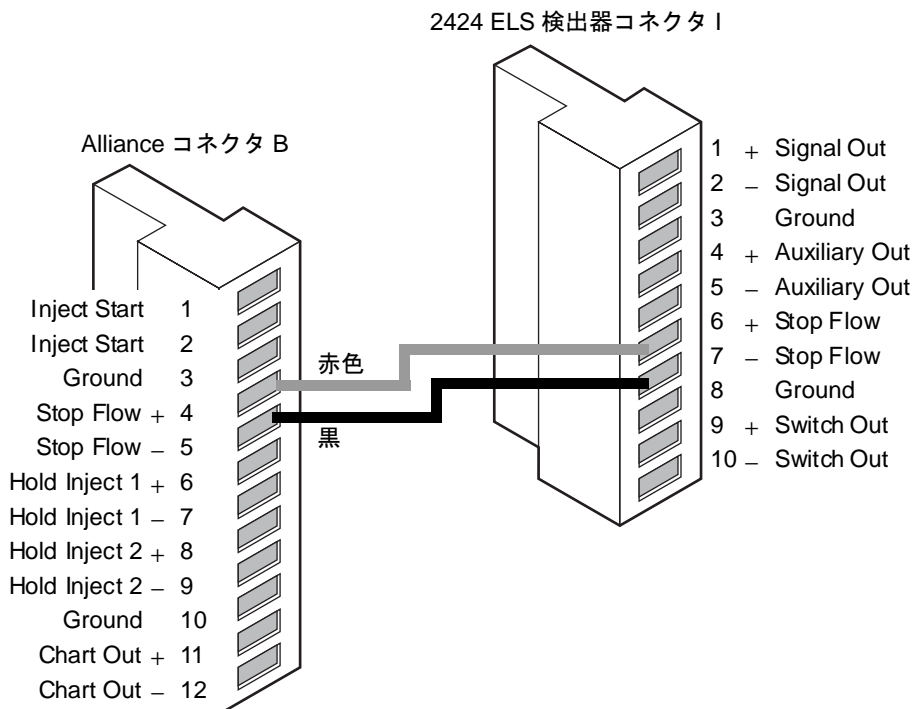 2424 ELS 検出器コネクタ I
Alliance コネクタ B
1 + Signal Out
2 – Signal Out
3 Ground
4 + Auxiliary Out
5 – Auxiliary Out
6 + Stop Flow
7 – Stop Flow
8 Ground
9 + Switch Out
10 – Switch Out
Inject Start 1
Inject Start 2
Ground 3
Stop Flow + 4
Stop Flow – 5
Hold Inject 1 + 6
Hold Inject 1 – 7
Hold Inject 2 + 8
Hold Inject 2 – 9
Ground 10
Chart Out + 11
Chart Out – 12
赤色
黒